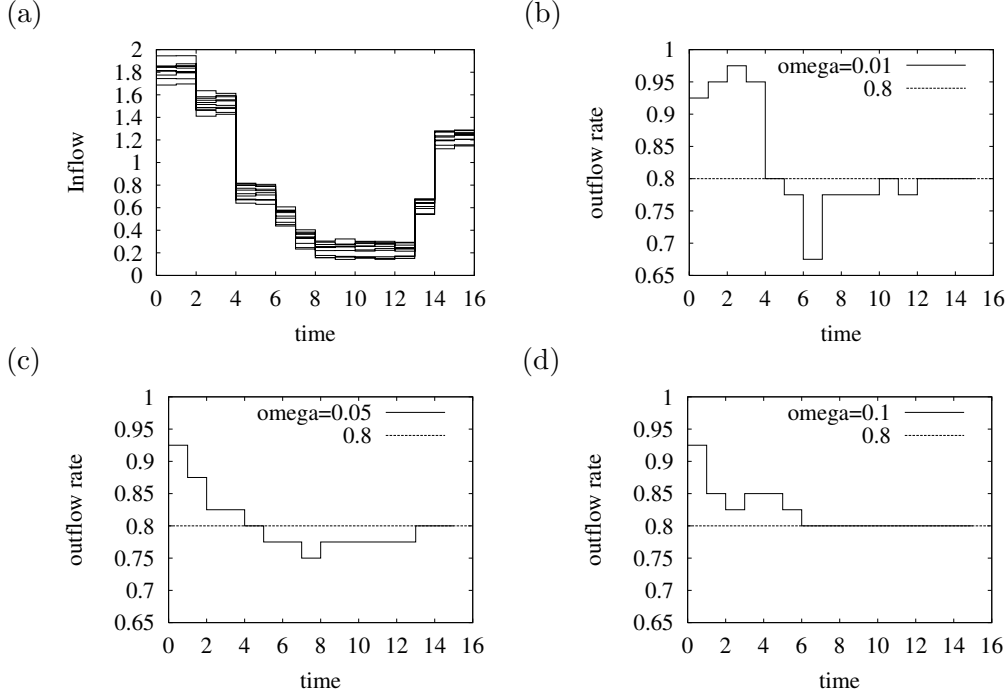 (a)
2
1.8
1.6
1.4
1.2
1
0.8
0.6
0.4
0.2
0
Inflow
0 2 4 6 8 10 12 14 16
time
(b)
1
0.95
0.9
0.85
0.8
0.75
0.7
0.65
outflow rate
omega=0.01
0.8
0 2 4 6 8 10 12 14 16
time
(c)
1
0.95
0.9
0.85
0.8
0.75
0.7
0.65
outflow rate
omega=0.05
0.8
0 2 4 6 8 10 12 14 16
time
(d)
1
0.95
0.9
0.85
0.8
0.75
0.7
0.65
outflow rate
omega=0.1
0.8
0 2 4 6 8 10 12 14 16
time